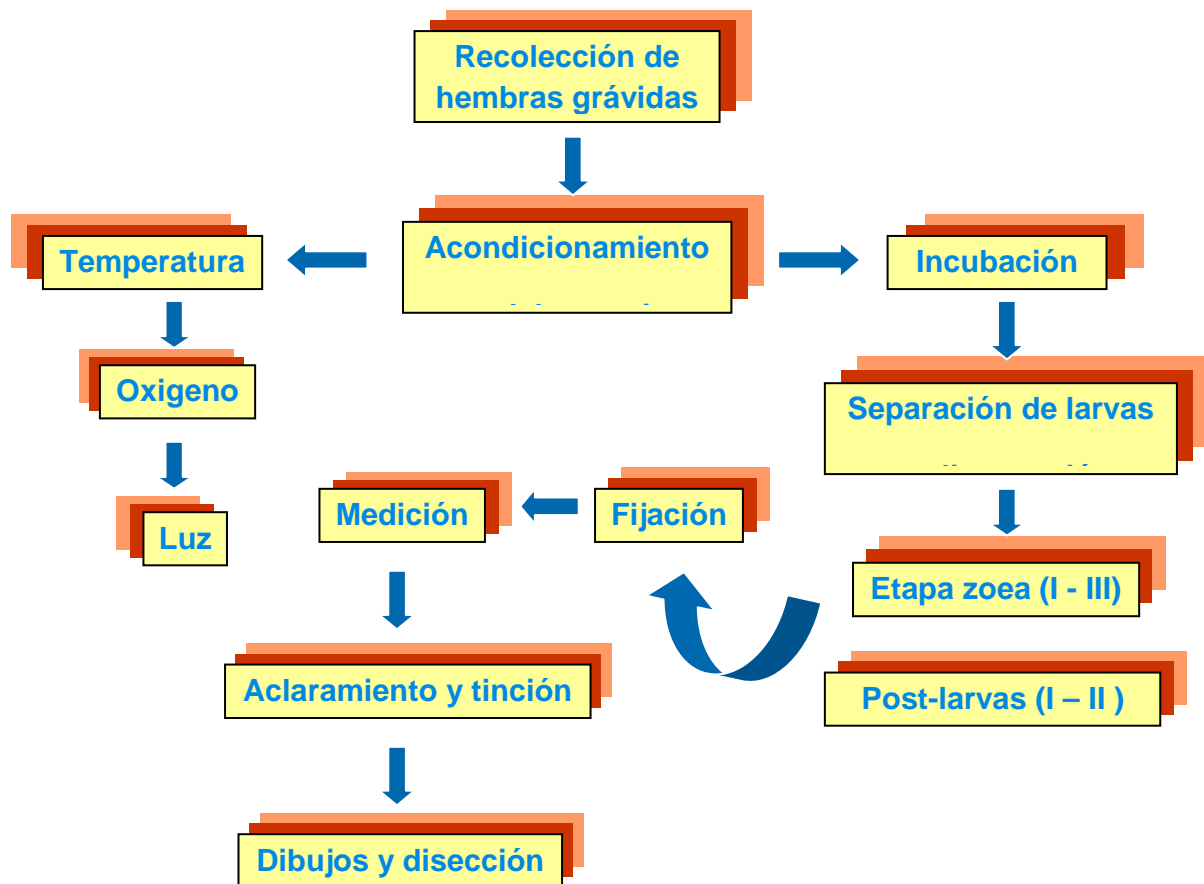 Recolección de
hembras grávidas
Temperatura
Acondicionamiento
Incubación
Oxigeno
Separación de larvas
Medición
Fijación
Luz
Etapa zoea (I - III)
Aclaramiento y tinción
Post-larvas (I – II )
Dibujos y disección